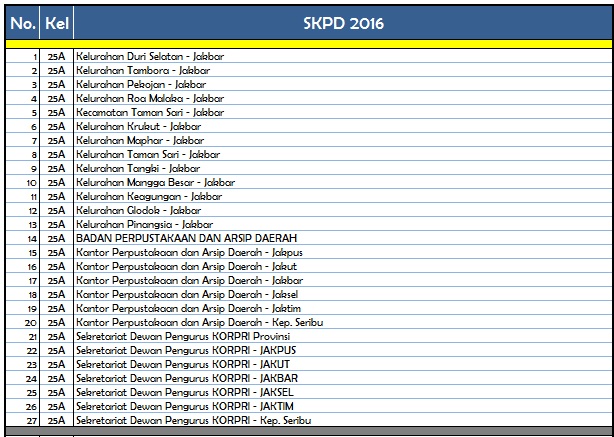 No. Kel SKPD 2016
1 25A Kelurahan Duri Selatan - Jakbar
2 25A Kelurahan Tambora - Jakbar
3 25A Kelurahan Pekojan - Jakbar
4 25A Kelurahan Roa Malaka - Jakbar
5 25A Kecamatan Taman Sari - Jakbar
6 25A Kelurahan Krukut - Jakbar
7 25A Kelurahan Maphar - Jakbar
8 25A Kelurahan Taman Sari - Jakbar
9 25A Kelurahan Tangki - Jakbar
10 25A Kelurahan Mangga Besar - Jakbar
11 25A Kelurahan Keagungan - Jakbar
12 25A Kelurahan Glodok - Jakbar
13 25A Kelurahan Pinangsia - Jakbar
14 25A BADAN PERPUSTAKAAN DAN ARSIP DAERAH
15 25A Kantor Perpustakaan dan Arsip Daerah - Jakpus
16 25A Kantor Perpustakaan dan Arsip Daerah - Jakut
17 25A Kantor Perpustakaan dan Arsip Daerah - Jakbar
18 25A Kantor Perpustakaan dan Arsip Daerah - Jaksel
19 25A Kantor Perpustakaan dan Arsip Daerah - Jaktim
20 25A Kantor Perpustakaan dan Arsip Daerah - Kep. Seribu
21 25A Sekretariat Dewan Pengurus KORPRI Provinsi
22 25A Sekretariat Dewan Pengurus KORPRI - JAKPUS
23 25A Sekretariat Dewan Pengurus KORPRI - JAKUT
24 25A Sekretariat Dewan Pengurus KORPRI - JAKBAR
25 25A Sekretariat Dewan Pengurus KORPRI - JAKSEL
26 25A Sekretariat Dewan Pengurus KORPRI - JAKTIM
27 25A Sekretariat Dewan Pengurus KORPRI - Kep. Seribu